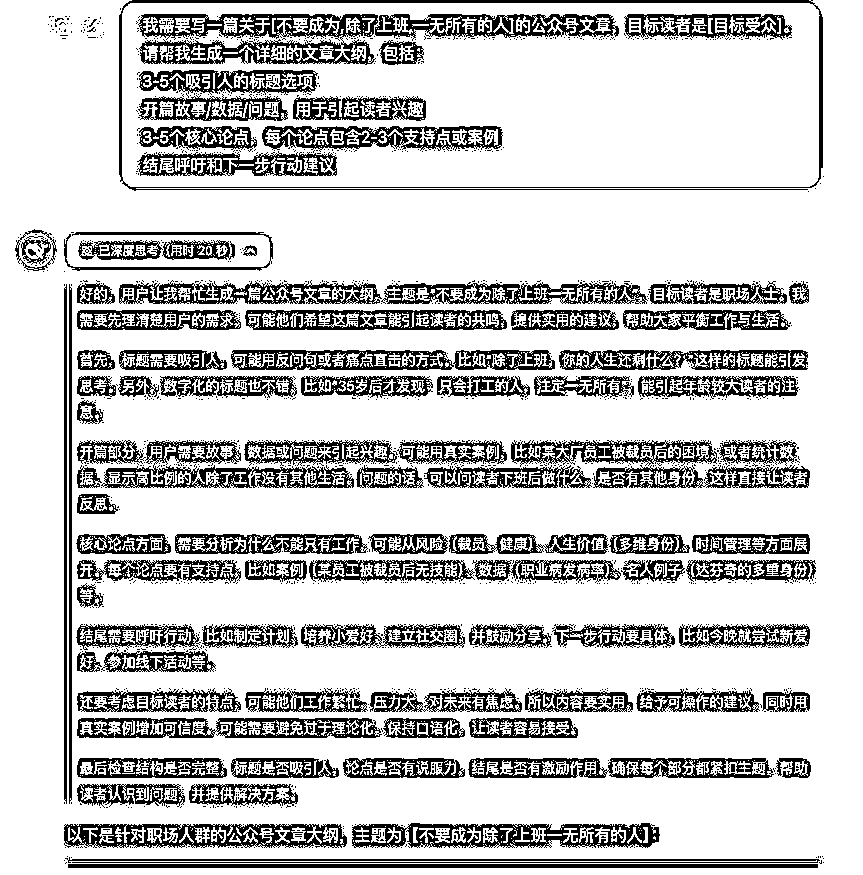 我需要写一篇关于[不要成为,除了上班,一无所有的人]的公众号文章，目标读者是[目标受众]。
请帮我生成一个详细的文章大纲，包括：
3-5个吸引人的标题选项
开篇故事/数据/问题，用于引起读者兴趣
3-5个核心论点，每个论点包含2-3个支持点或案例
结尾呼吁和下一步行动建议
已深度思考（用时 20 秒）
好的，用户让我帮忙生成一篇公众号文章的大纲，主题是“不要成为除了上班一无所有的人”，目标读者是职场人士。我
需要先理清楚用户的需求，可能他们希望这篇文章能引起读者的共鸣，提供实用的建议，帮助大家平衡工作与生活。
首先，标题需要吸引人，可能用反问句或者痛点直击的方式。比如“除了上班，你的人生还剩什么？”这样的标题能引发
思考。另外，数字化的标题也不错，比如“35岁后才发现：只会打工的人，注定一无所有”，能引起年龄较大读者的注
意。
开篇部分，用户需要故事、数据或问题来引起兴趣。可能用真实案例，比如某大厂员工被裁员后的困境，或者统计数
据，显示高比例的人除了工作没有其他生活。问题的话，可以问读者下班后做什么，是否有其他身份，这样直接让读者
反思。
核心论点方面，需要分析为什么不能只有工作。可能从风险（裁员、健康）、人生价值（多维身份）、时间管理等方面展
开。每个论点要有支持点，比如案例（某员工被裁员后无技能）、数据（职业病发病率）、名人例子（达芬奇的多重身份）
等。
结尾需要呼吁行动，比如制定计划，培养小爱好，建立社交圈，并鼓励分享。下一步行动要具体，比如今晚就尝试新爱
好，参加线下活动等。
还要考虑目标读者的特点，可能他们工作繁忙，压力大，对未来有焦虑，所以内容要实用，给予可操作的建议。同时用
真实案例增加可信度。可能需要避免过于理论化，保持口语化，让读者容易接受。
最后检查结构是否完整，标题是否吸引人，论点是否有说服力，结尾是否有激励作用。确保每个部分都紧扣主题，帮助
读者认识到问题，并提供解决方案。
以下是针对职场人群的公众号文章大纲，主题为【不要成为除了上班一无所有的人】：